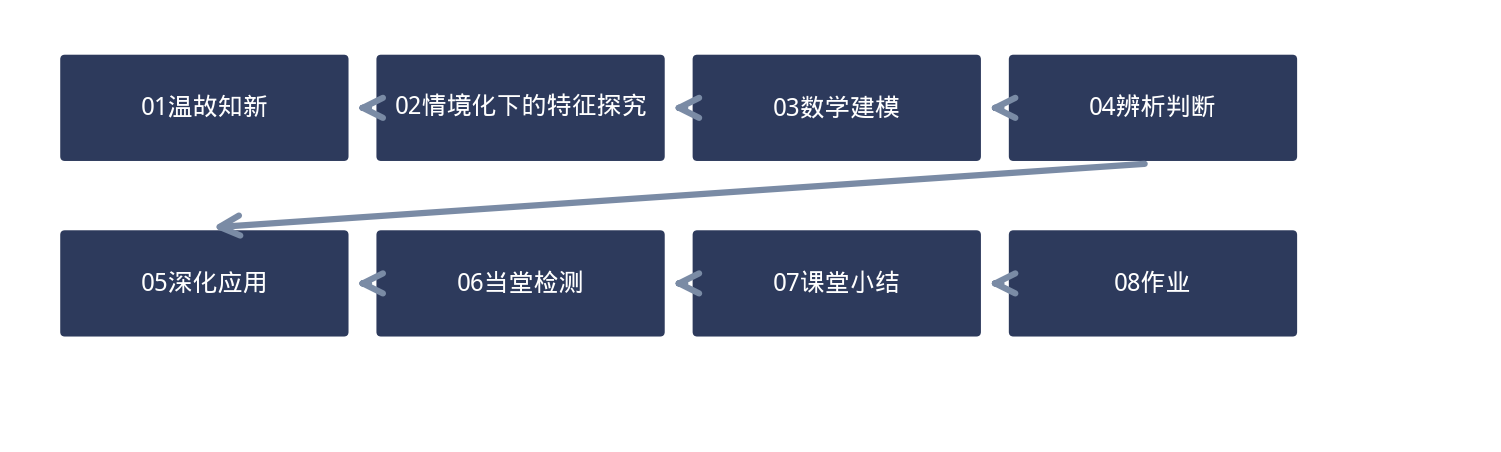 01温故知新
02情境化下的特征探究
03数学建模
04辨析判断
05深化应用
06当堂检测
07课堂小结
08作业